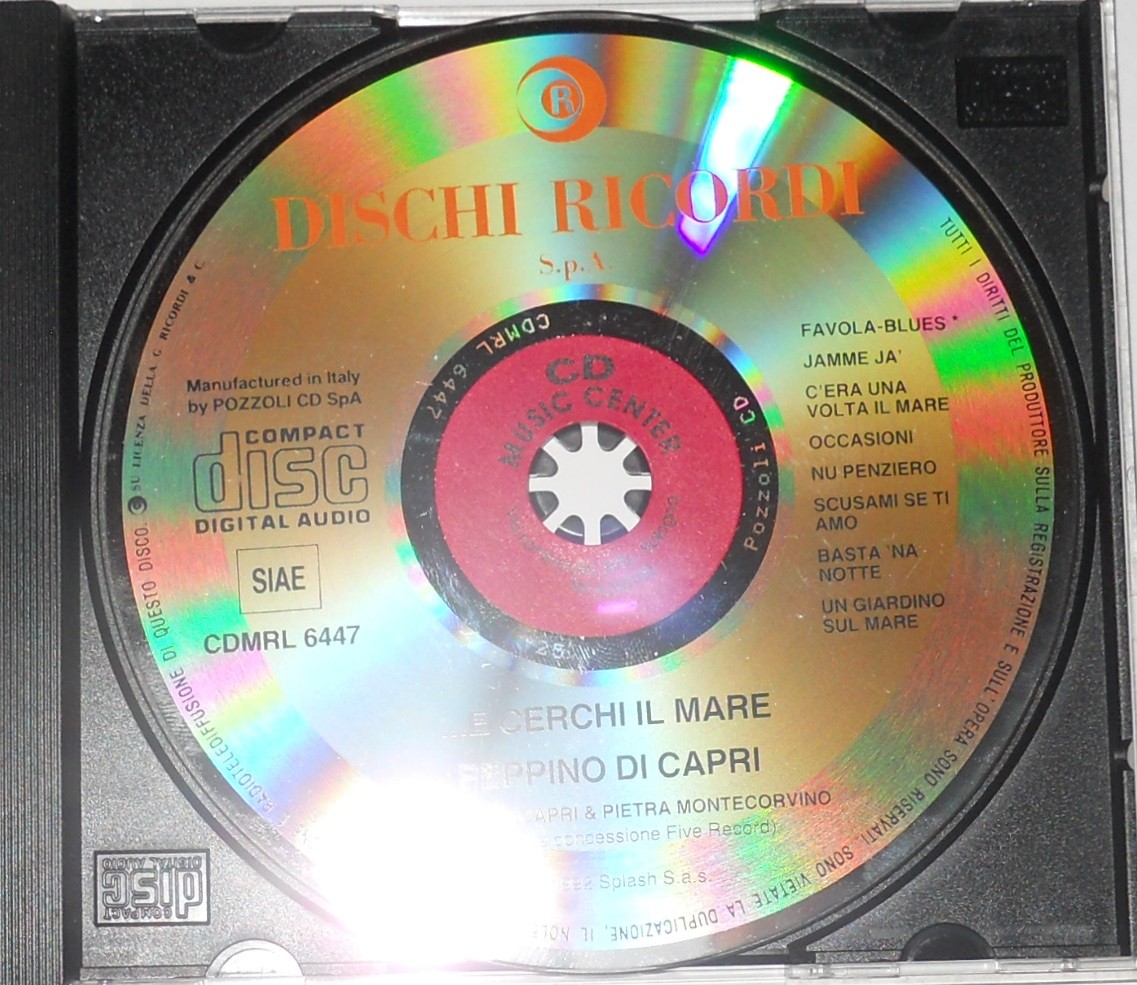 R
DISCHI RICORDI
S.p.A.
Manufactured in Italy
by POZZOLI CD SpA
COMPACT
disc
DIGITAL AUDIO
SIAE
CDMRL 6447
FAVOLA-BLUES *
JAMME JA'
C'ERA UNA
VOLTA IL MARE
OCCASIONI
NU PENZIERO
SCUSAMI SE TI
AMO
BASTA 'NA
NOTTE
UN GIARDINO
SUL MARE
CDMRL 6447
CD Pozzoli
CD
MUSIC CENTER
...E CERCHI IL MARE
PEPPINO DI CAPRI
CAPRI & PIETRA MONTECORVINO
concessione Five Record)
Splash S.a.s.
TUTTI I DIRITTI DEL PRODUTTORE SULLA REGISTRAZIONE E SULL'OPERA SONO RISERVATI. SONO VIETATE LA DUPLICAZIONE, IL
RADIOTELEDIFFUSIONE DI QUESTO DISCO. SU LICENZA DELLA G. RICORDI & C.
COMPACT
disc
DIGITAL AUDIO